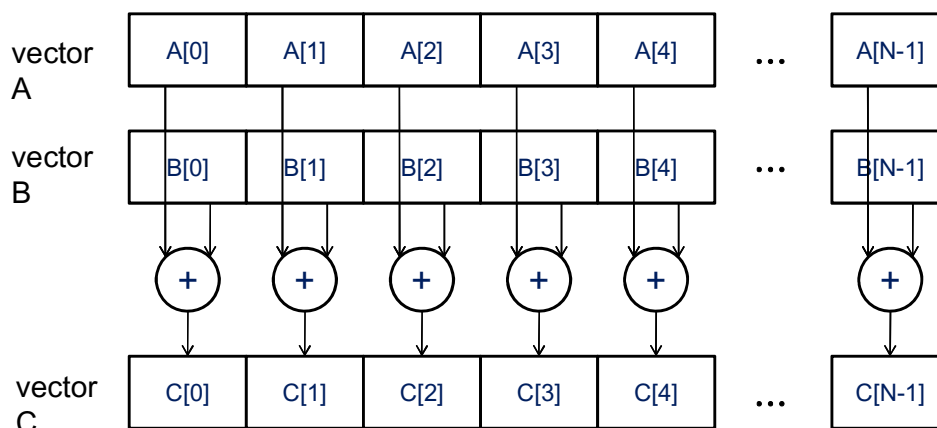 vector A A[0] A[1] A[2] A[3] A[4] ... A[N-1]
vector B B[0] B[1] B[2] B[3] B[4] ... B[N-1]
+ + + + + +
vector C C[0] C[1] C[2] C[3] C[4] ... C[N-1]